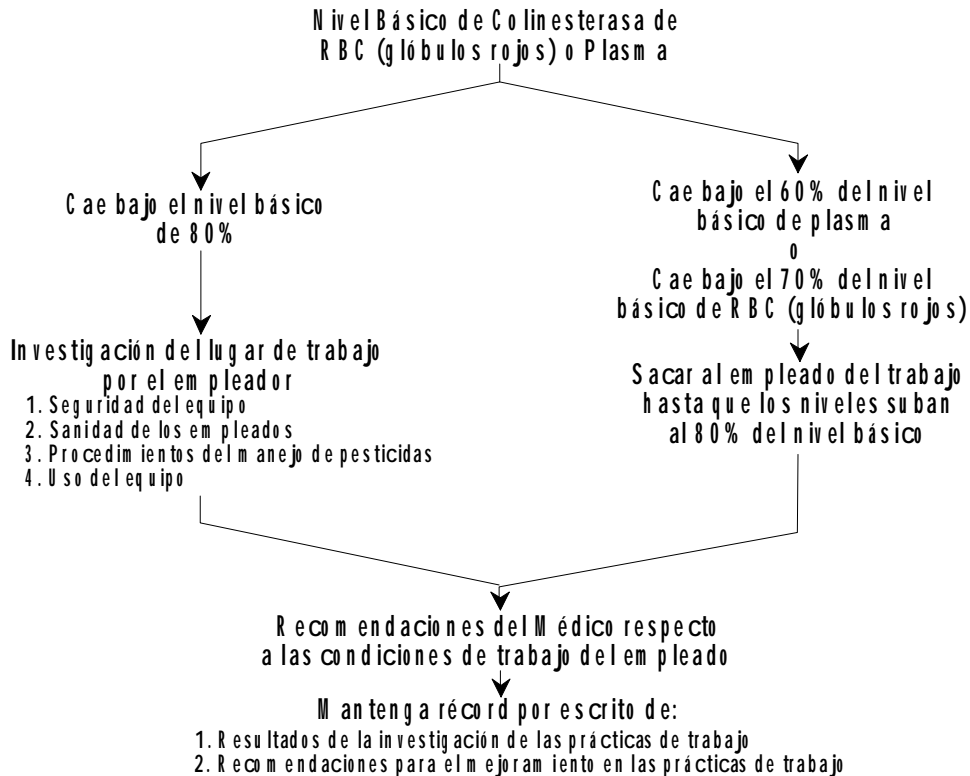 Nivel Básico de Colinesterasa de
RBC (glóbulos rojos) o Plasma
Cae bajo el nivel básico
de 80%
Investigación del lugar de trabajo
por el empleador
1. Seguridad del equipo
2. Sanidad de los empleados
3. Procedimientos del manejo de pesticidas
4. Uso del equipo
Cae bajo el 60% del nivel
básico de plasma
o
Cae bajo el 70% del nivel
básico de RBC (glóbulos rojos)
Sacar al empleado del trabajo
hasta que los niveles suban
al 80% del nivel básico
Recomendaciones del Médico respecto
a las condiciones de trabajo del empleado
Mantenga récord por escrito de:
1. Resultados de la investigación de las prácticas de trabajo
2. Recomendaciones para el mejoramiento en las prácticas de trabajo